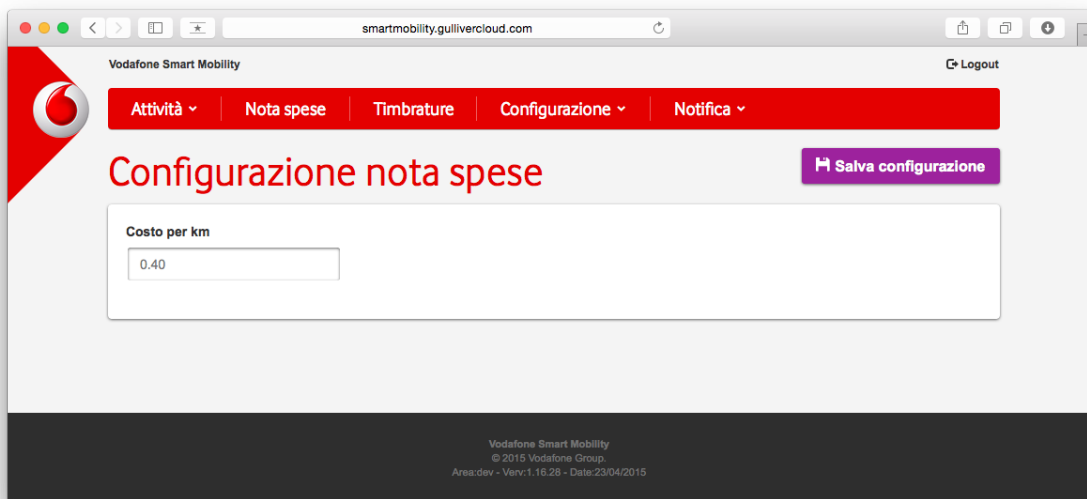 smartmobility.gullivercloud.com
Vodafone Smart Mobility
Logout
Attività
Nota spese
Timbrature
Configurazione
Notifica
Configurazione nota spese
Salva configurazione
Costo per km
0.40
Vodafone Smart Mobility
© 2015 Vodafone Group.
Area:dev - Verv:1.16.28 - Date:23/04/2015